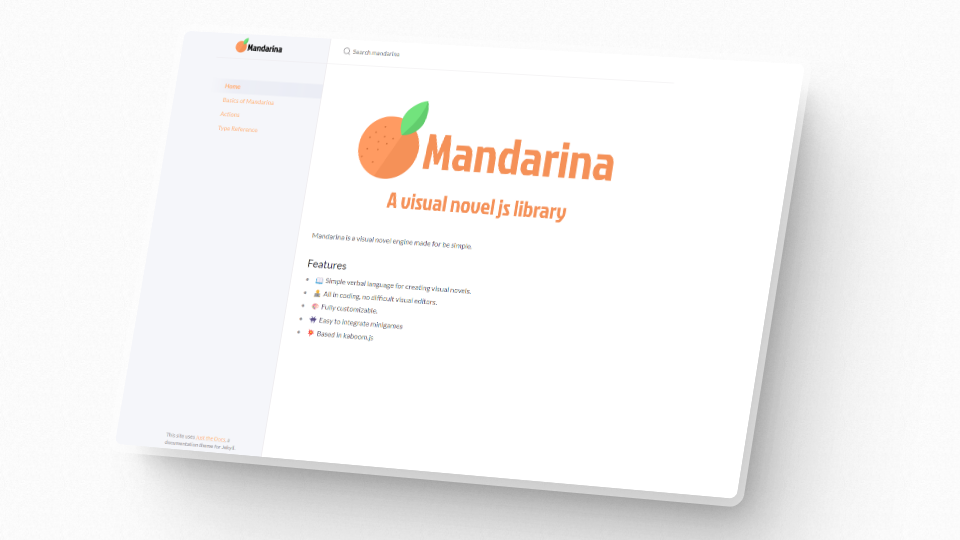 Mandarina
Search mandarina
Home
Basics of Mandarina
Actions
Type Reference
Mandarina
A visual novel js library
Mandarina is a visual novel engine made for be simple.
Features
Simple verbal language for creating visual novels.
All in coding, no difficult visual editors.
Fully customizable.
Easy to integrate minigames
Based in kaboom.js
This site uses Just the Docs, a
documentation theme for Jekyll.